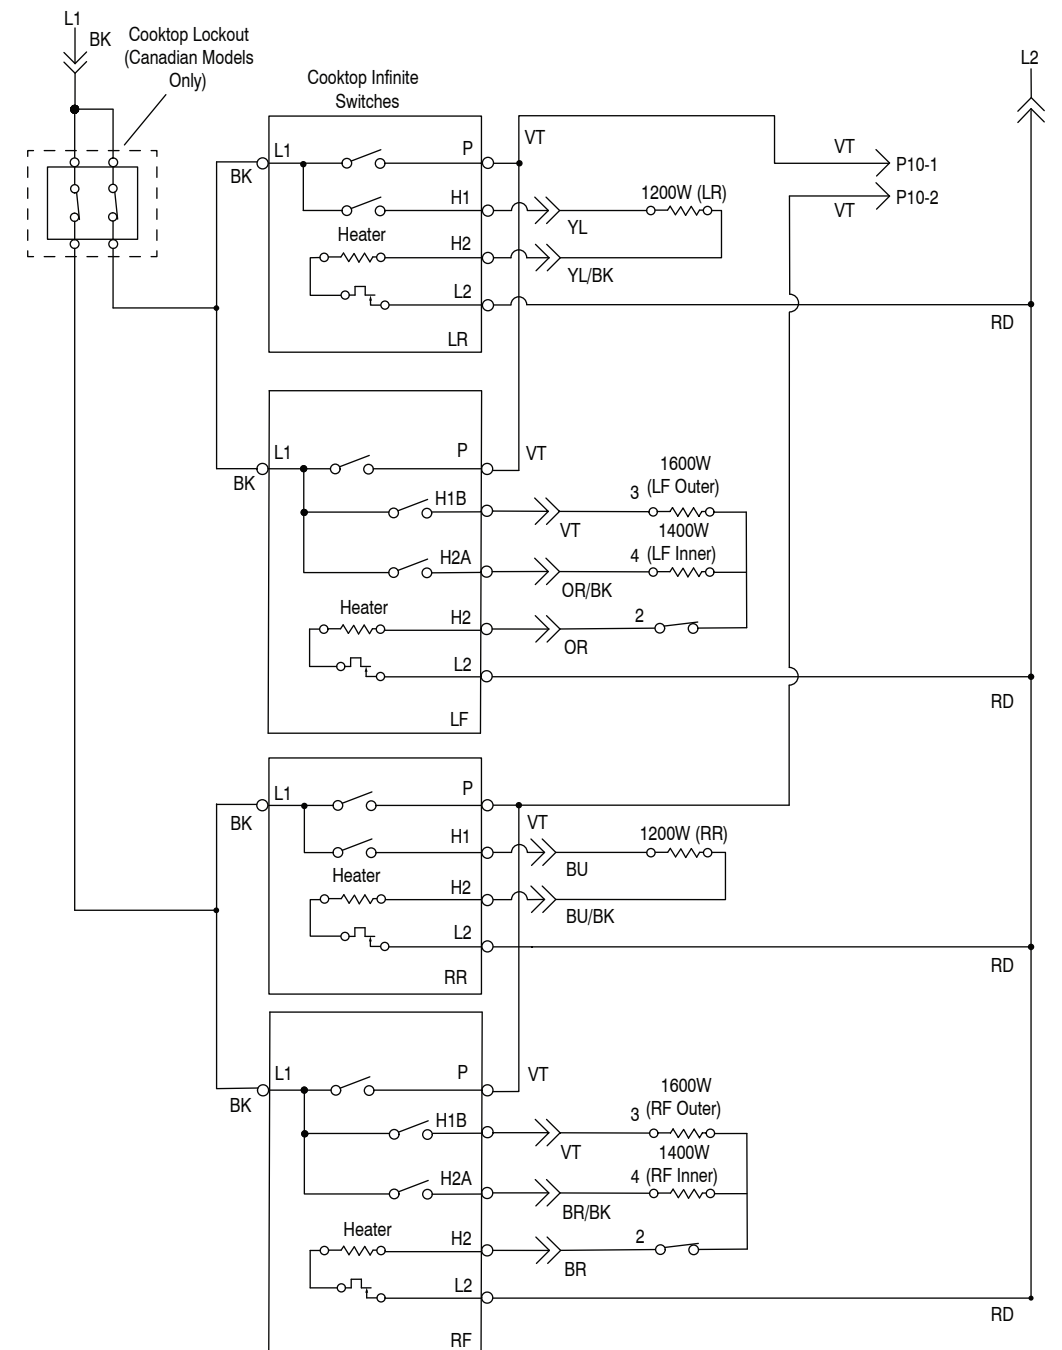 L1
BK
Cooktop Lockout
(Canadian Models
Only)
Cooktop Infinite
Switches
L2
L1
BK
P
VT
VT
P10-1
P10-2
VT
H1
YL
1200W (LR)
Heater
H2
YL/BK
L2
RD
LR
L1
BK
P
VT
H1B
VT
1600W
3 (LF Outer)
H2A
OR/BK
1400W
4 (LF Inner)
Heater
H2
OR
2
L2
RD
LF
L1
BK
P
VT
H1
BU
1200W (RR)
Heater
H2
BU/BK
L2
RD
RR
L1
BK
P
VT
H1B
VT
1600W
3 (RF Outer)
H2A
BR/BK
1400W
4 (RF Inner)
Heater
H2
BR
2
L2
RD
RF